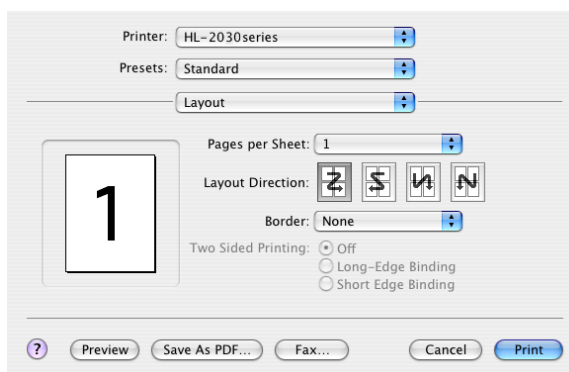 Printer: HL-2030series
Presets: Standard
Layout
Pages per Sheet: 1
1
Layout Direction:
Border: None
Two Sided Printing: Off
Long-Edge Binding
Short Edge Binding
? Preview Save As PDF... Fax... Cancel Print